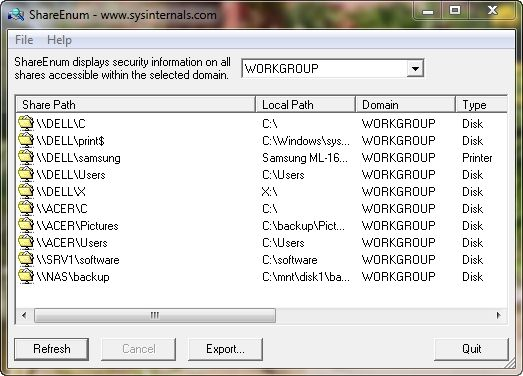 ShareEnum - www.sysinternals.com
File Help
ShareEnum displays security information on all
shares accessible within the selected domain.
WORKGROUP
Share Path Local Path Domain Type
\\DELL\C C:\ WORKGROUP Disk
\\DELL\print$ C:\Windows\sys... WORKGROUP Disk
\\DELL\samsung Samsung ML-16... WORKGROUP Printer
\\DELL\Users C:\Users WORKGROUP Disk
\\DELL\X X:\ WORKGROUP Disk
\\ACER\C C:\ WORKGROUP Disk
\\ACER\Pictures C:\backup\Pict... WORKGROUP Disk
\\ACER\Users C:\Users WORKGROUP Disk
\\SRV1\software C:\software WORKGROUP Disk
\\NAS\backup C:\mnt\disk1\ba... WORKGROUP Disk
Refresh Cancel Export... Quit